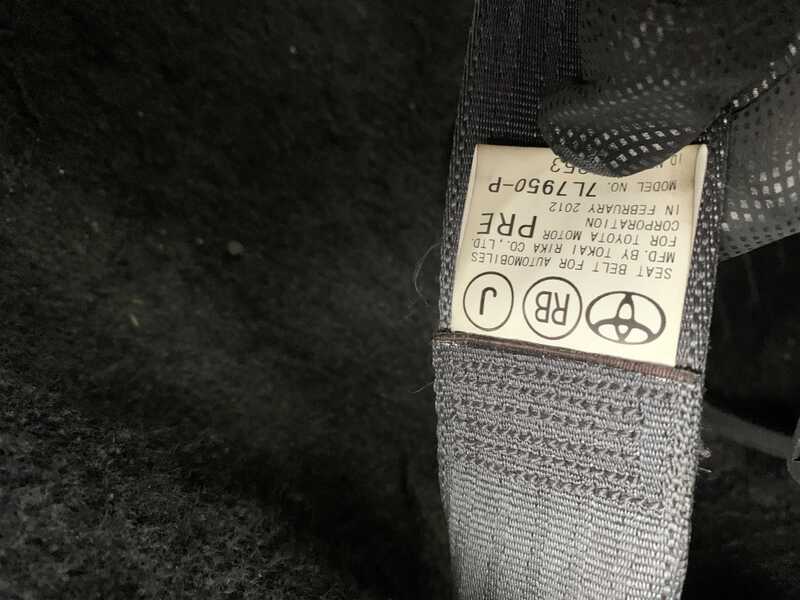 RB J
SEAT BELT FOR AUTOMOBILES
MFD. BY TOKAI RIKA CO., LTD.
FOR TOYOTA MOTOR PRE
CORPORATION
IN FEBRUARY 2012
MODEL NO. 7L7950-P